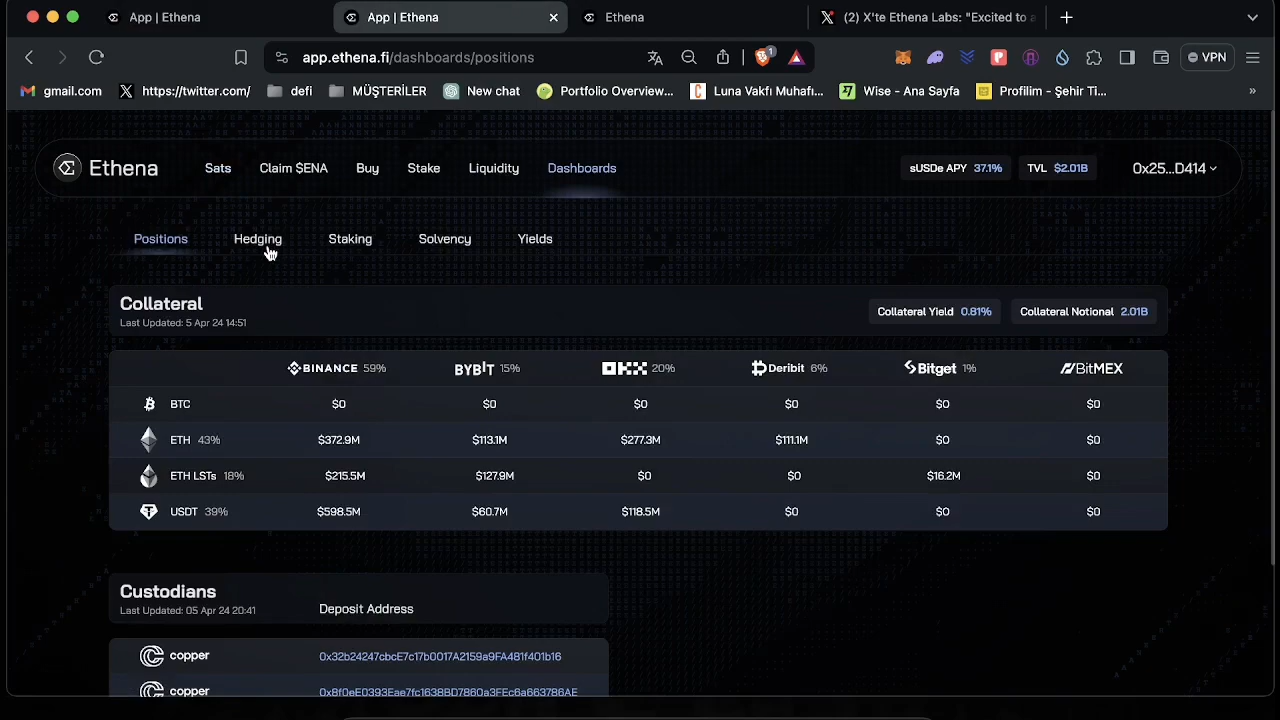 App | Ethena
App | Ethena
Ethena
(2) X'te Ethena Labs: "Excited to a
app.ethena.fi/dashboards/positions
1
VPN
gmail.com
https://twitter.com/
defi
MÜŞTERİLER
New chat
Portfolio Overview...
Luna Vakfı Muhafı...
Wise - Ana Sayfa
Profilim - Şehir Ti...
Ethena
Sats
Claim $ENA
Buy
Stake
Liquidity
Dashboards
sUSDe APY 37.1%
TVL $2.01B
0x25...D414
Positions
Hedging
Staking
Solvency
Yields
Collateral
Last Updated: 5 Apr 24 14:51
Collateral Yield 0.81%
Collateral Notional 2.01B
BINANCE 59%
BYBIT 15%
OKX 20%
Deribit 6%
Bitget 1%
BitMEX
BTC $0 $0 $0 $0 $0 $0
ETH 43% $372.9M $113.1M $277.3M $111.1M $0 $0
ETH LSTs 18% $215.5M $127.9M $0 $0 $16.2M $0
USDT 39% $598.5M $60.7M $118.5M $0 $0 $0
Custodians
Last Updated: 05 Apr 24 20:41
Deposit Address
copper 0x32b24247cbcE7c17b0017A2159a9FA481f401b16
copper 0x8f0eE0393Eae7fc1638BD7860a3FEc6a663786AE